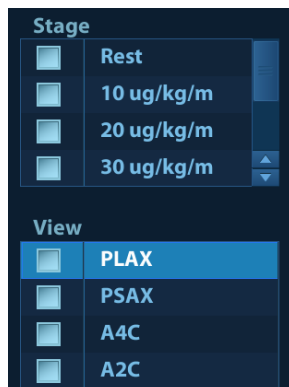 Stage
Rest
10 ug/kg/m
20 ug/kg/m
30 ug/kg/m
View
PLAX
PSAX
A4C
A2C